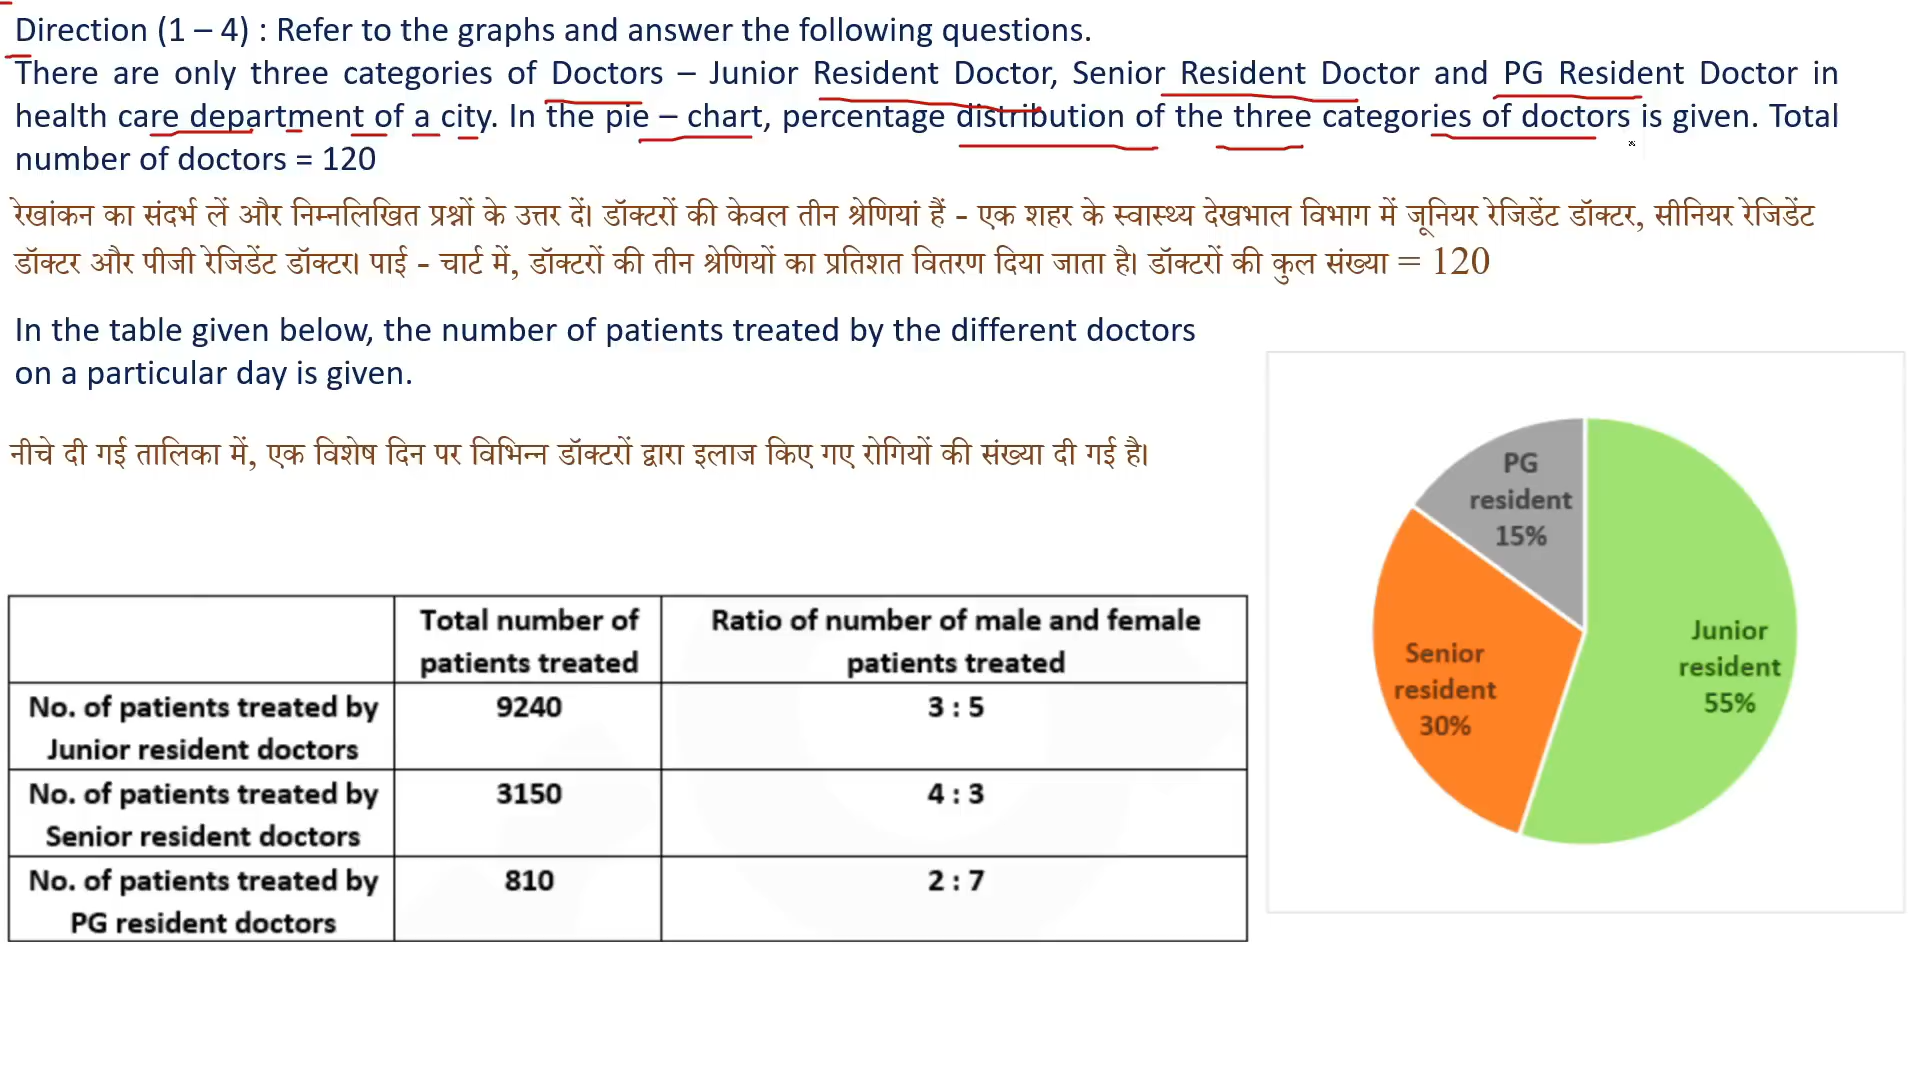 Direction (1 – 4) : Refer to the graphs and answer the following questions.
There are only three categories of Doctors – Junior Resident Doctor, Senior Resident Doctor and PG Resident Doctor in
health care department of a city. In the pie – chart, percentage distribution of the three categories of doctors is given. Total
number of doctors = 120
रेखांकन का संदर्भ लें और निम्नलिखित प्रश्नों के उत्तर दें। डॉक्टरों की केवल तीन श्रेणियां हैं - एक शहर के स्वास्थ्य देखभाल विभाग में जूनियर रेजिडेंट डॉक्टर, सीनियर रेजिडेंट
डॉक्टर और पीजी रेजिडेंट डॉक्टर। पाई - चार्ट में, डॉक्टरों की तीन श्रेणियों का प्रतिशत वितरण दिया जाता है। डॉक्टरों की कुल संख्या = 120
In the table given below, the number of patients treated by the different doctors
on a particular day is given.
नीचे दी गई तालिका में, एक विशेष दिन पर विभिन्न डॉक्टरों द्वारा इलाज किए गए रोगियों की संख्या दी गई है।
Total number of patients treated
Ratio of number of male and female patients treated
No. of patients treated by Junior resident doctors
9240
3 : 5
No. of patients treated by Senior resident doctors
3150
4 : 3
No. of patients treated by PG resident doctors
810
2 : 7
PG
resident
15%
Senior
resident
30%
Junior
resident
55%